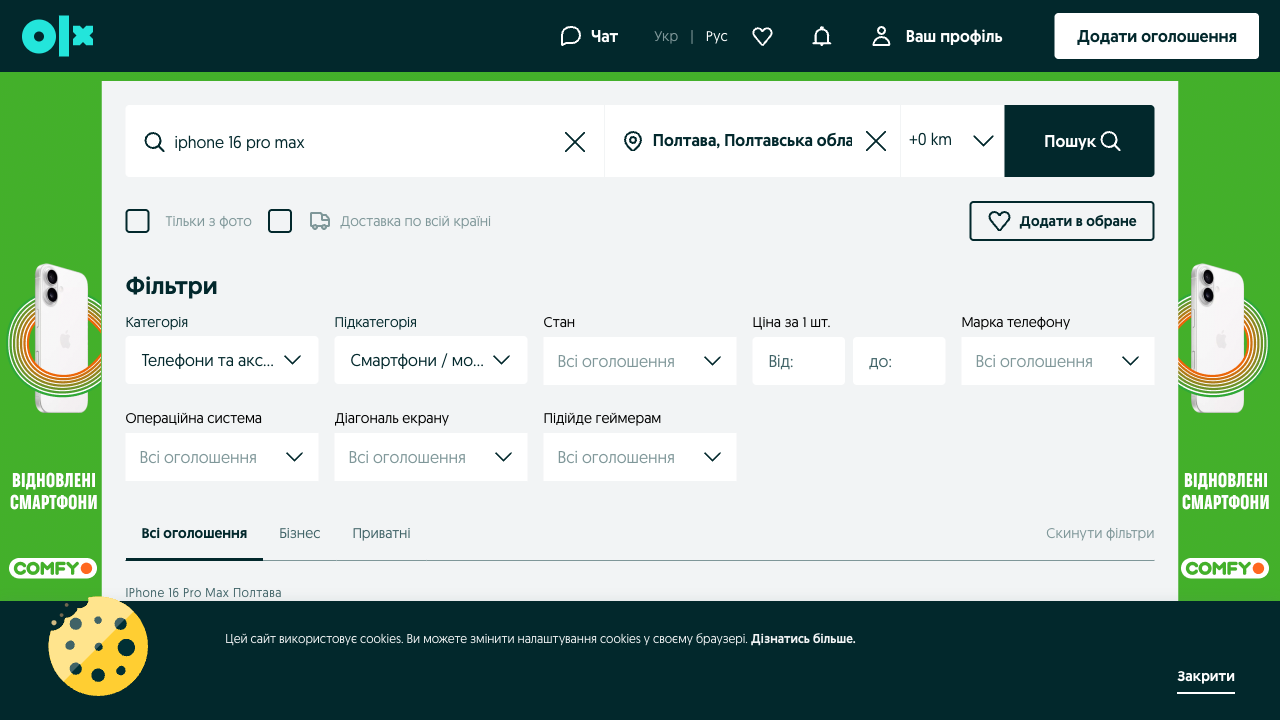 olx
Чат
Укр | Рус
Ваш профіль
Додати оголошення
iphone 16 pro max
Полтава, Полтавська обла
+0 km
Пошук
Тільки з фото
Доставка по всій країні
Додати в обране
Фільтри
Категорія
Підкатегорія
Стан
Ціна за 1 шт.
Марка телефону
Телефони та акс...
Смартфони / мо...
Всі оголошення
Від:
до:
Всі оголошення
Операційна система
Діагональ екрану
Підійде геймерам
Всі оголошення
Всі оголошення
Всі оголошення
ВІДНОВЛЕНІ
СМАРТФОНИ
COMFY
ВІДНОВЛЕНІ
СМАРТФОНИ
COMFY
Всі оголошення
Бізнес
Приватні
Скинути фільтри
IPhone 16 Pro Max Полтава
Цей сайт використовує cookies. Ви можете змінити налаштування cookies у своєму браузері. Дізнатись більше.
Закрити